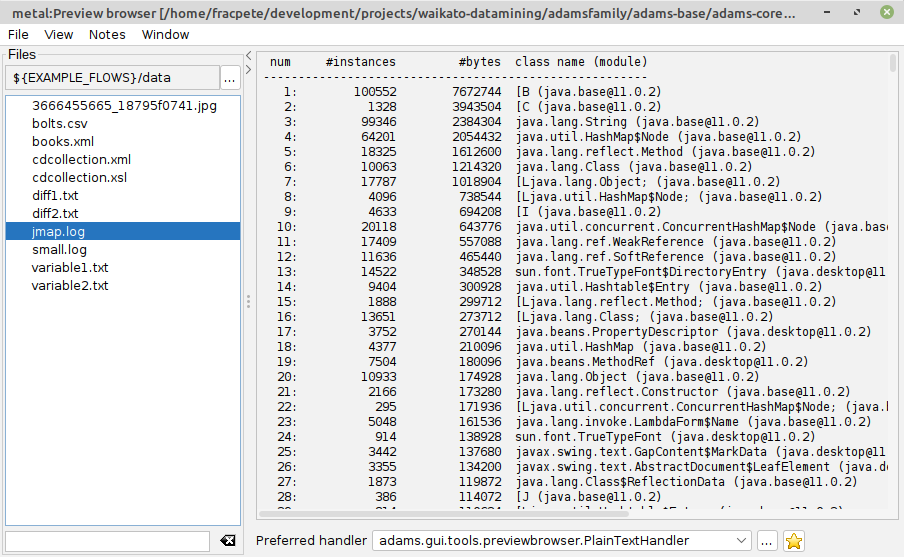 metal:Preview browser [/home/fracpete/development/projects/waikato-datamining/adamsfamily/adams-base/adams-core...
File View Notes Window
Files
${EXAMPLE_FLOWS}/data ...
3666455665_18795f0741.jpg
bolts.csv
books.xml
cdcollection.xml
cdcollection.xsl
diff1.txt
diff2.txt
jmap.log
small.log
variable1.txt
variable2.txt
num #instances #bytes class name (module)
-------------------------------------------------------
1: 100552 7672744 [B (java.base@11.0.2)
2: 1328 3943504 [C (java.base@11.0.2)
3: 99346 2384304 java.lang.String (java.base@11.0.2)
4: 64201 2054432 java.util.HashMap$Node (java.base@11.0.2)
5: 18325 1612600 java.lang.reflect.Method (java.base@11.0.2)
6: 10063 1214320 java.lang.Class (java.base@11.0.2)
7: 17787 1018904 [Ljava.lang.Object; (java.base@11.0.2)
8: 4096 738544 [Ljava.util.HashMap$Node; (java.base@11.0.2)
9: 4633 694208 [I (java.base@11.0.2)
10: 20118 643776 java.util.concurrent.ConcurrentHashMap$Node (java.bas
11: 17409 557088 java.lang.ref.WeakReference (java.base@11.0.2)
12: 11636 465440 java.lang.ref.SoftReference (java.base@11.0.2)
13: 14522 348528 sun.font.TrueTypeFont$DirectoryEntry (java.desktop@11
14: 9404 300928 java.util.Hashtable$Entry (java.base@11.0.2)
15: 1888 299712 [Ljava.lang.reflect.Method; (java.base@11.0.2)
16: 13651 273712 [Ljava.lang.Class; (java.base@11.0.2)
17: 3752 270144 java.beans.PropertyDescriptor (java.desktop@11.0.2)
18: 4377 210096 java.util.HashMap (java.base@11.0.2)
19: 7504 180096 java.beans.MethodRef (java.desktop@11.0.2)
20: 10933 174928 java.lang.Object (java.base@11.0.2)
21: 2166 173280 java.lang.reflect.Constructor (java.base@11.0.2)
22: 295 171936 [Ljava.util.concurrent.ConcurrentHashMap$Node; (java.
23: 5048 161536 java.lang.invoke.LambdaForm$Name (java.base@11.0.2)
24: 914 138928 sun.font.TrueTypeFont (java.desktop@11.0.2)
25: 3442 137680 javax.swing.text.GapContent$MarkData (java.desktop@11
26: 3355 134200 javax.swing.text.AbstractDocument$LeafElement (java.d
27: 1873 119872 java.lang.Class$ReflectionData (java.base@11.0.2)
28: 386 114072 [J (java.base@11.0.2)
Preferred handler adams.gui.tools.previewbrowser.PlainTextHandler ...